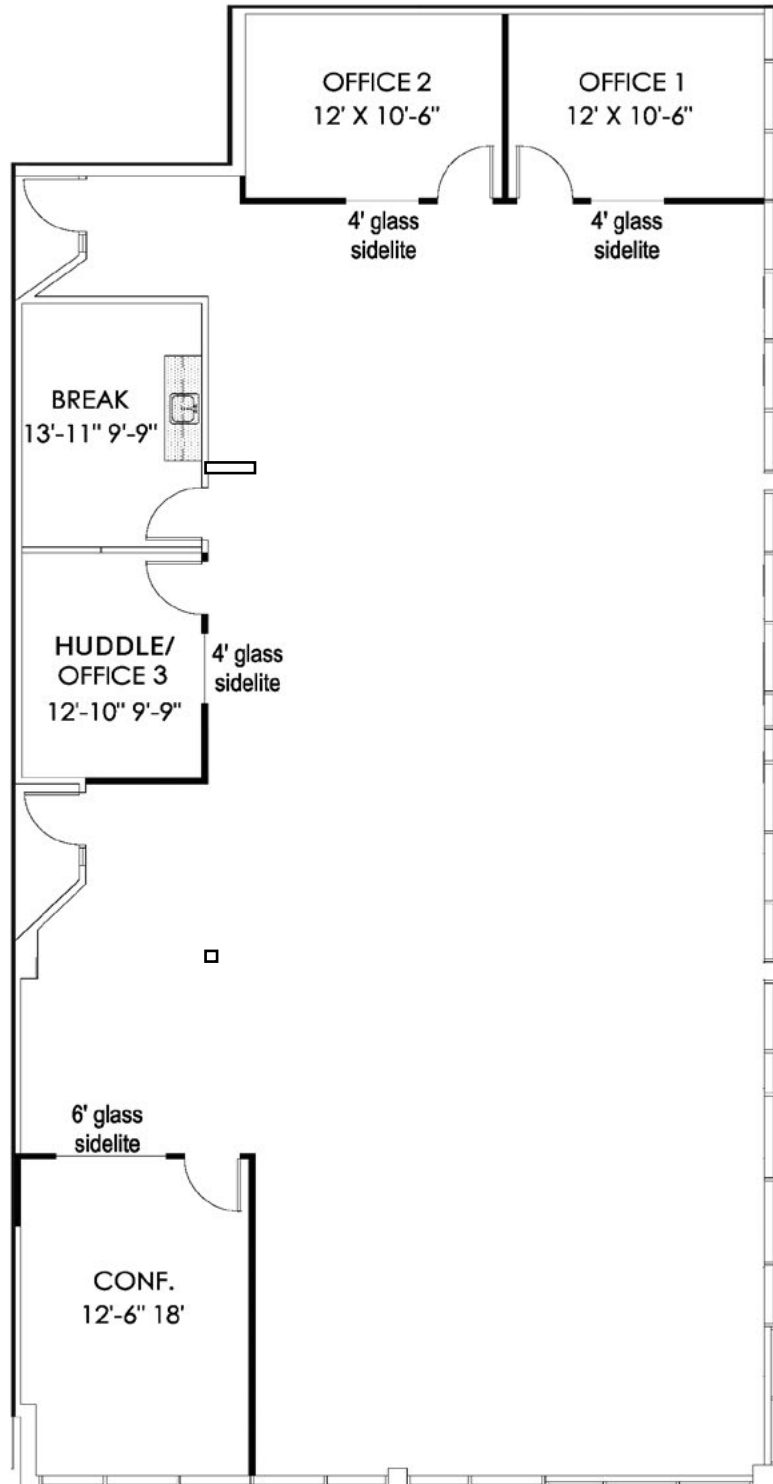 OFFICE 2
12' X 10'-6"
OFFICE 1
12' X 10'-6"
4' glass
sidelite
4' glass
sidelite
BREAK
13'-11" 9'-9"
HUDDLE/
OFFICE 3
12'-10" 9'-9"
4' glass
sidelite
6' glass
sidelite
CONF.
12'-6" 18'